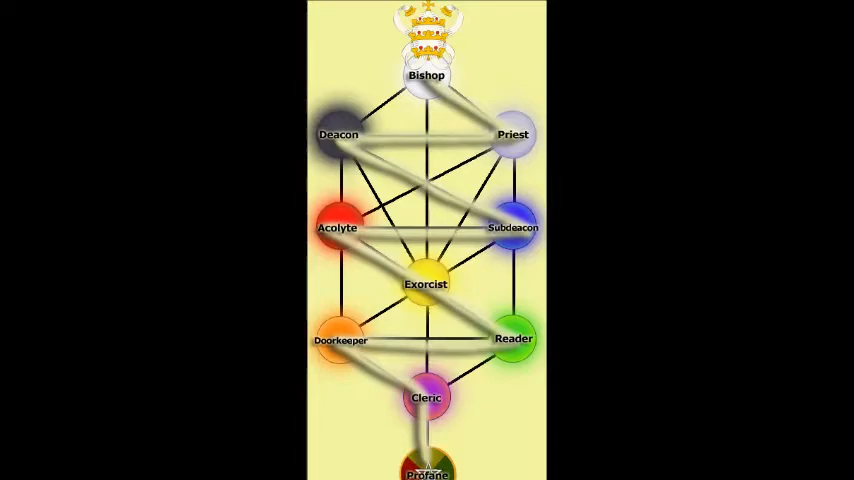 Bishop
Deacon
Priest
Acolyte
Subdeacon
Exorcist
Doorkeeper
Reader
Cleric
Profane